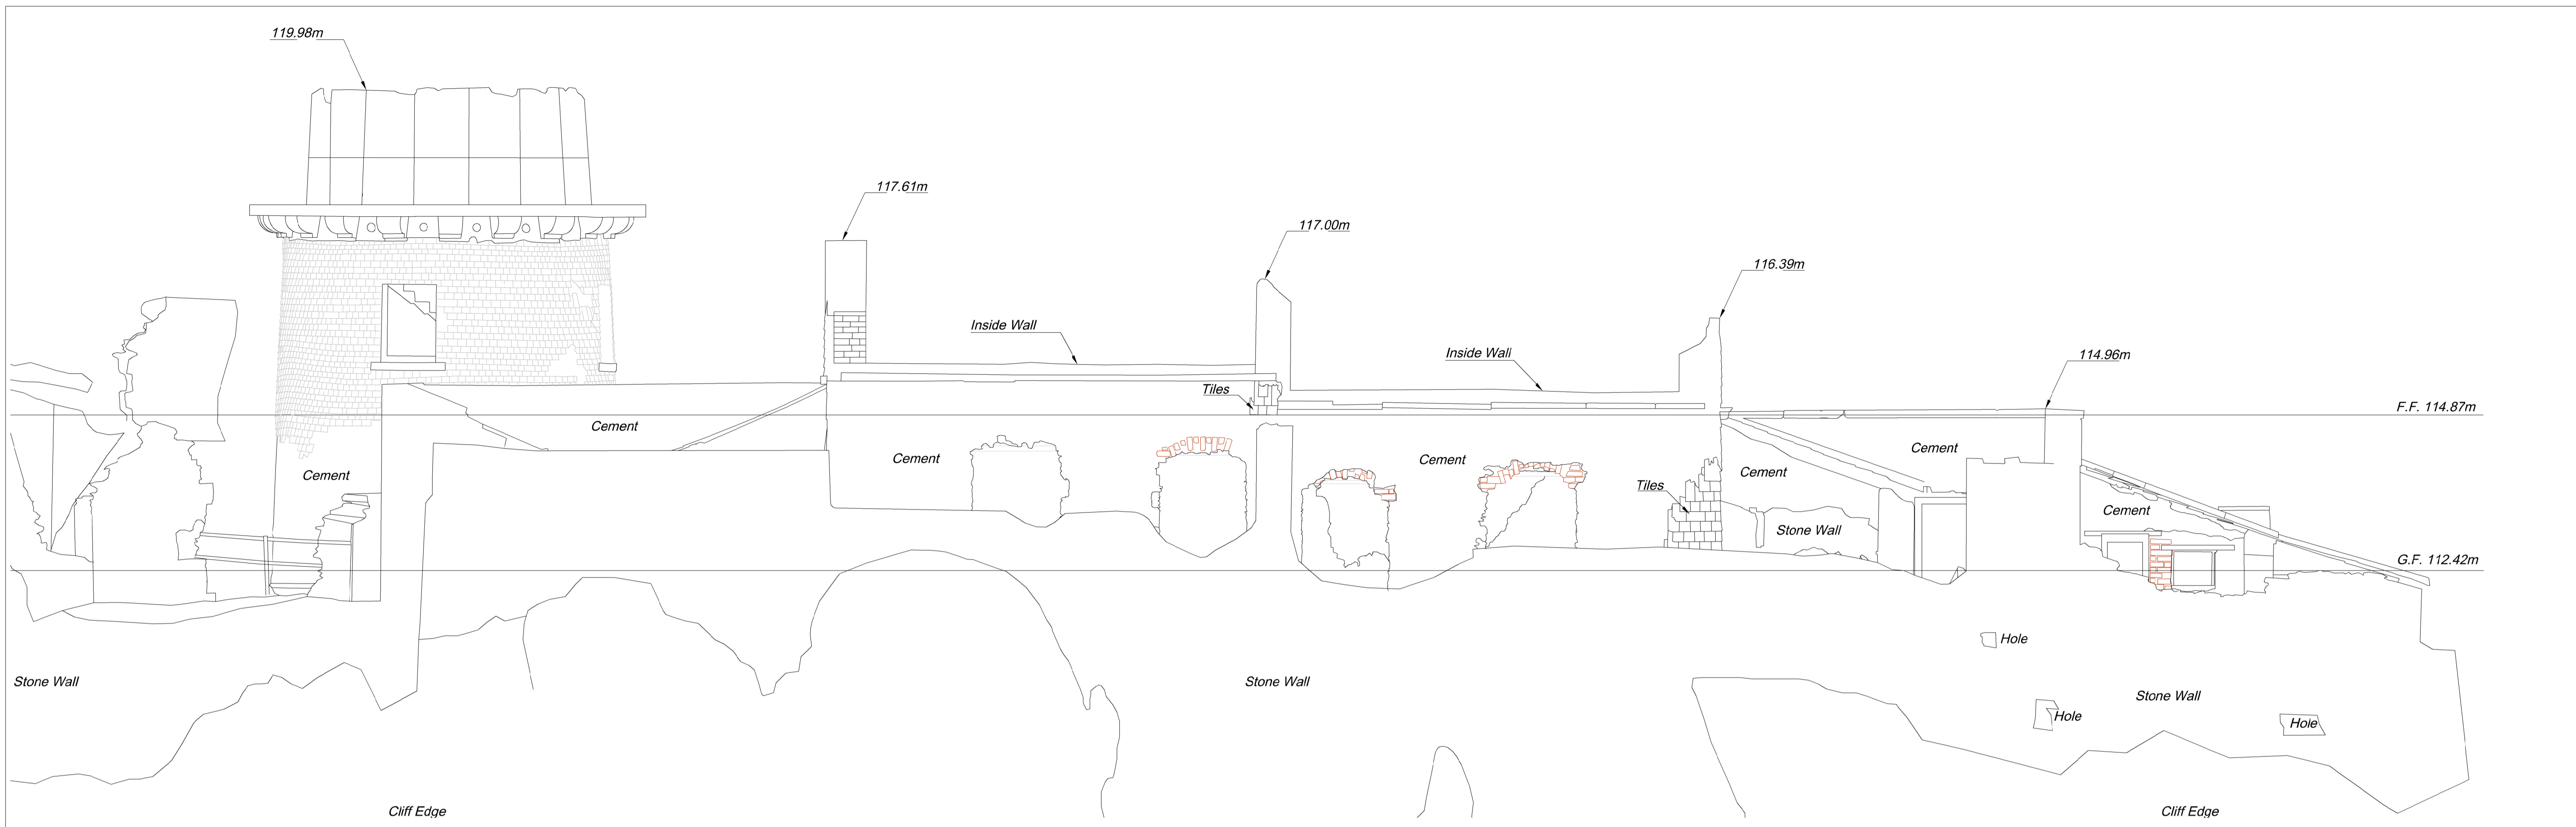 119.98m
117.61m
117.00m
116.39m
Inside Wall
Inside Wall
114.96m
Tiles
F.F. 114.87m
Cement
Cement
Cement
Cement
Cement
Cement
Cement
Tiles
Cement
Stone Wall
G.F. 112.42m
Hole
Stone Wall
Stone Wall
Stone Wall
Hole
Hole
Cliff Edge
Cliff Edge